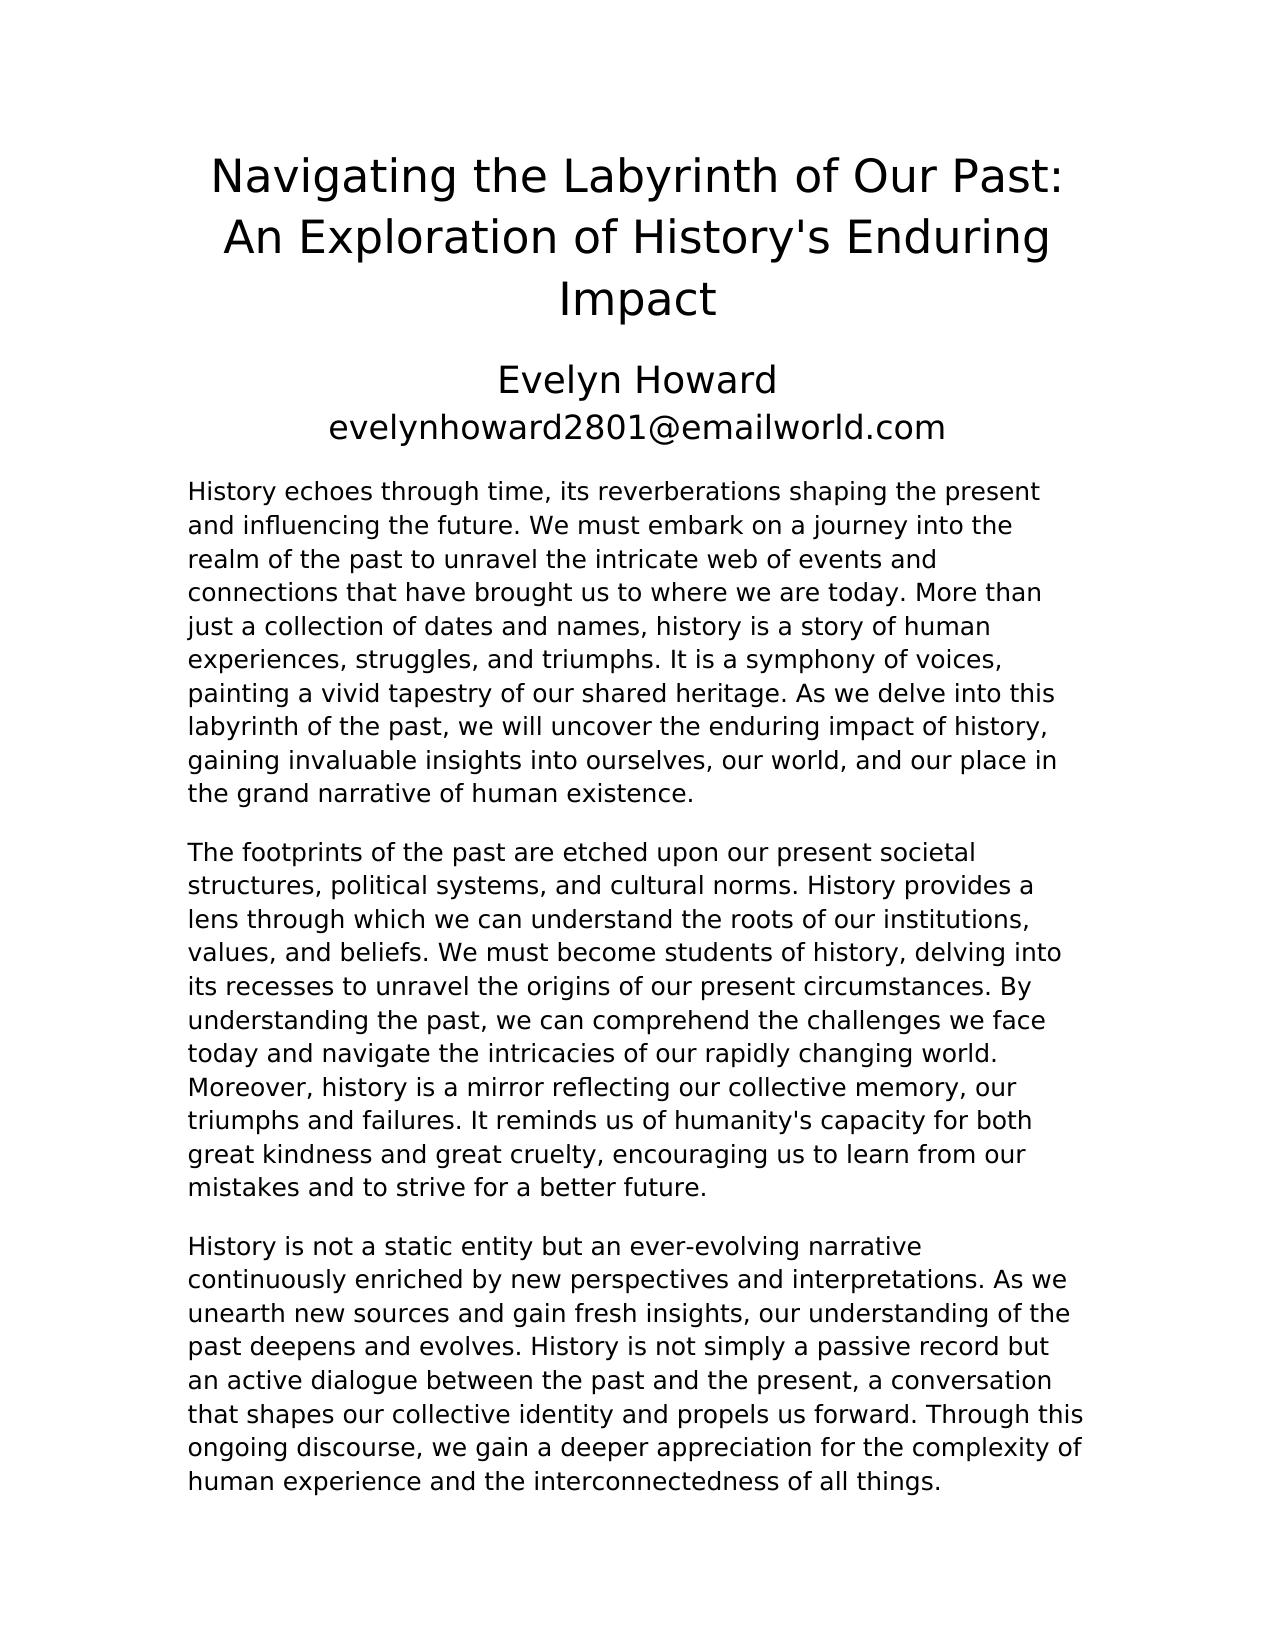 Navigating the Labyrinth of Our Past:
An Exploration of History's Enduring
Impact
Evelyn Howard
evelynhoward2801@emailworld.com
History echoes through time, its reverberations shaping the present
and influencing the future. We must embark on a journey into the
realm of the past to unravel the intricate web of events and
connections that have brought us to where we are today. More than
just a collection of dates and names, history is a story of human
experiences, struggles, and triumphs. It is a symphony of voices,
painting a vivid tapestry of our shared heritage. As we delve into this
labyrinth of the past, we will uncover the enduring impact of history,
gaining invaluable insights into ourselves, our world, and our place in
the grand narrative of human existence.
The footprints of the past are etched upon our present societal
structures, political systems, and cultural norms. History provides a
lens through which we can understand the roots of our institutions,
values, and beliefs. We must become students of history, delving into
its recesses to unravel the origins of our present circumstances. By
understanding the past, we can comprehend the challenges we face
today and navigate the intricacies of our rapidly changing world.
Moreover, history is a mirror reflecting our collective memory, our
triumphs and failures. It reminds us of humanity's capacity for both
great kindness and great cruelty, encouraging us to learn from our
mistakes and to strive for a better future.
History is not a static entity but an ever-evolving narrative
continuously enriched by new perspectives and interpretations. As we
unearth new sources and gain fresh insights, our understanding of the
past deepens and evolves. History is not simply a passive record but
an active dialogue between the past and the present, a conversation
that shapes our collective identity and propels us forward. Through this
ongoing discourse, we gain a deeper appreciation for the complexity of
human experience and the interconnectedness of all things.